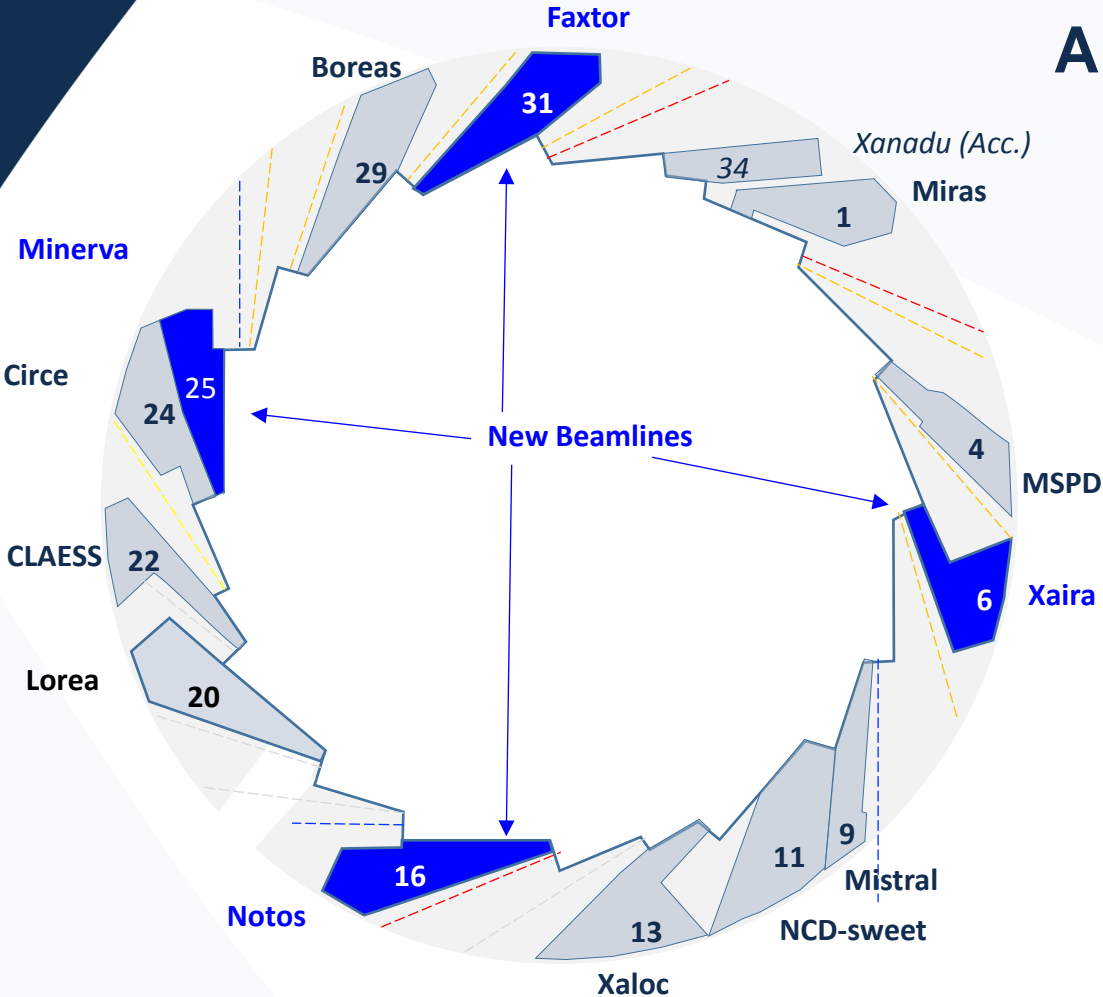 Faxtor
A
Boreas
31
Xanadu (Acc.)
29
34
Miras
1
Minerva
Circe
25
24
New Beamlines
4
MSPD
CLAESS
22
6
Xaira
Lorea
20
9
11
16
Mistral
Notos
13
NCD-sweet
Xaloc